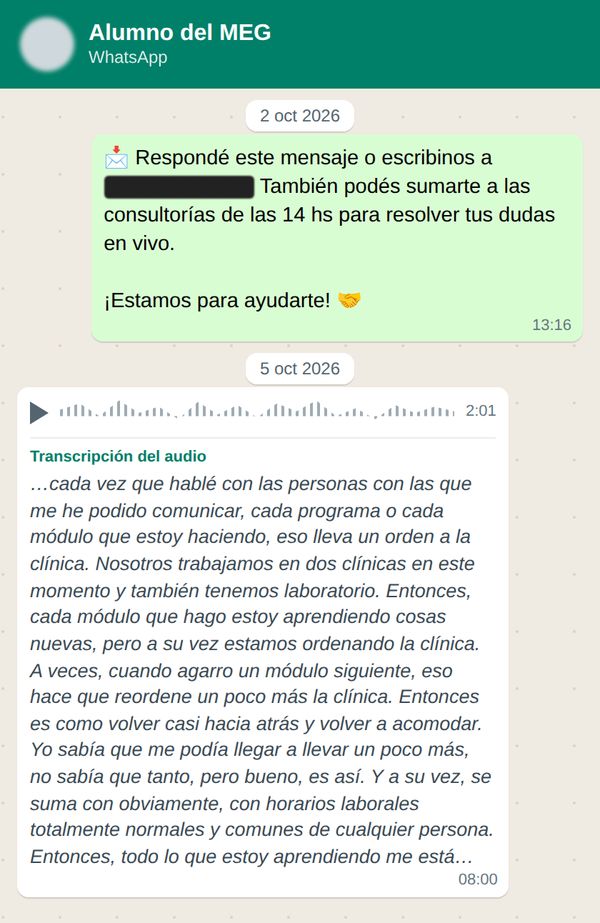 Alumno del MEG
WhatsApp
2 oct 2026
📩 Respondé este mensaje o escribinos a
También podés sumarte a las
consultorías de las 14 hs para resolver tus dudas
en vivo.
¡Estamos para ayudarte! 🤝
13:16
5 oct 2026
2:01
Transcripción del audio
…cada vez que hablé con las personas con las que
me he podido comunicar, cada programa o cada
módulo que estoy haciendo, eso lleva un orden a la
clínica. Nosotros trabajamos en dos clínicas en este
momento y también tenemos laboratorio. Entonces,
cada módulo que hago estoy aprendiendo cosas
nuevas, pero a su vez estamos ordenando la clínica.
A veces, cuando agarro un módulo siguiente, eso
hace que reordene un poco más la clínica. Entonces
es como volver casi hacia atrás y volver a acomodar.
Yo sabía que me podía llegar a llevar un poco más,
no sabía que tanto, pero bueno, es así. Y a su vez, se
suma con obviamente, con horarios laborales
totalmente normales y comunes de cualquier persona.
Entonces, todo lo que estoy aprendiendo me está…
08:00